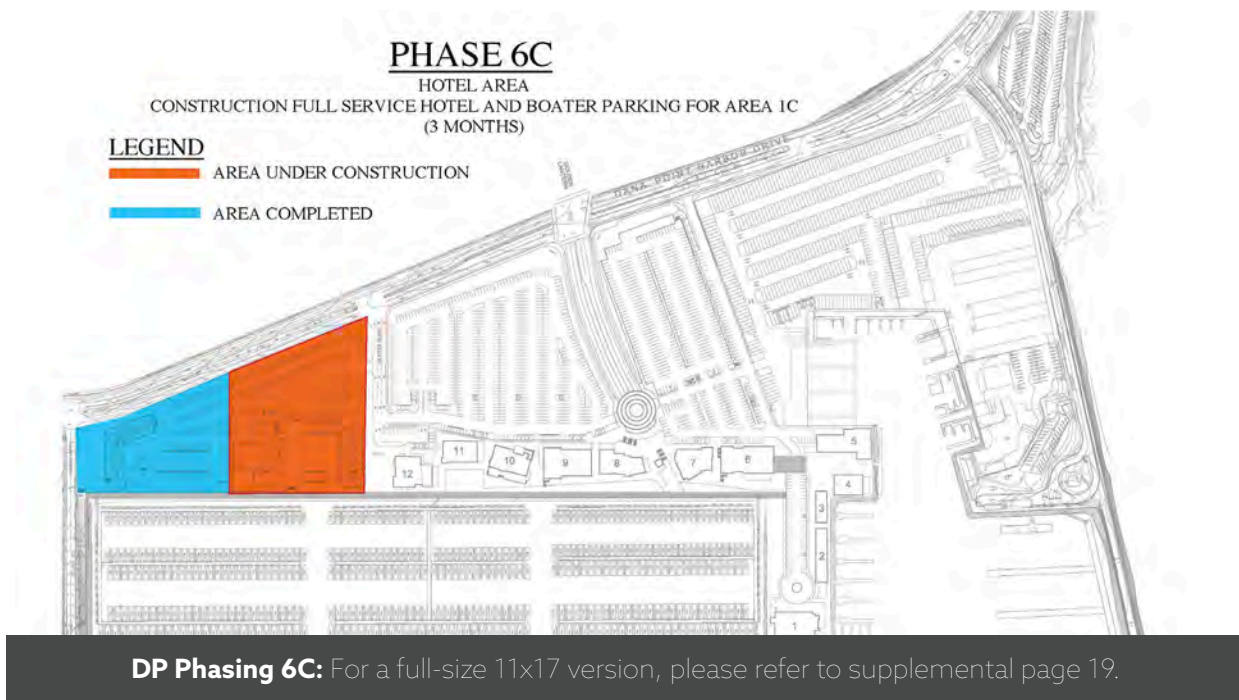 PHASE 6C
HOTEL AREA
CONSTRUCTION FULL SERVICE HOTEL AND BOATER PARKING FOR AREA 1C
(3 MONTHS)
LEGEND
AREA UNDER CONSTRUCTION
AREA COMPLETED
DANA POINT HARBOR DRIVE
12
11
10
9
8
7
6
5
4
3
2
1
DP Phasing 6C: For a full-size 11x17 version, please refer to supplemental page 19.